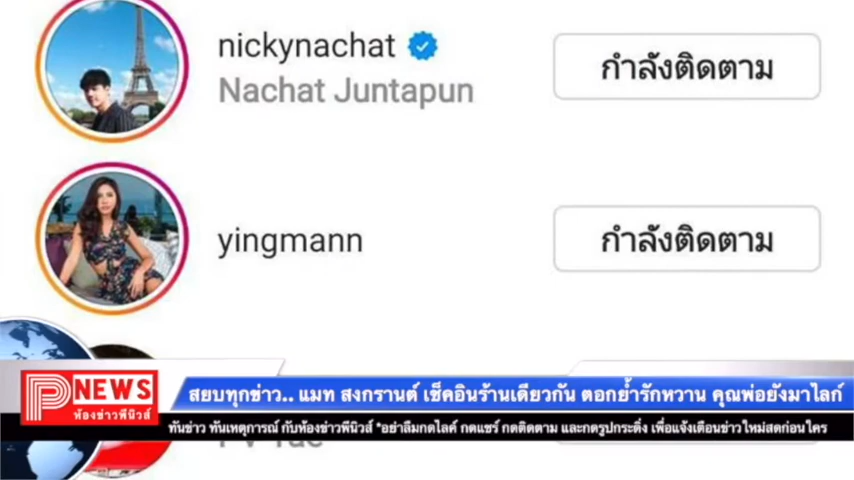 nickynachat
Nachat Juntapun
กำลังติดตาม
yingmann
กำลังติดตาม
P NEWS
ห้องข่าวพีนิวส์
สยบทุกข่าว.. แมท สงกรานต์ เช็คอินร้านเดียวกัน ตอกย้ำรักหวาน คุณพ่อยังมาไลก์
ทันข่าว ทันเหตุการณ์ กับห้องข่าวพีนิวส์ "อย่าลืมกดไลค์ กดแชร์ กดติดตาม และกดรูปกระดิ่ง เพื่อแจ้งเตือนข่าวใหม่สดก่อนใคร